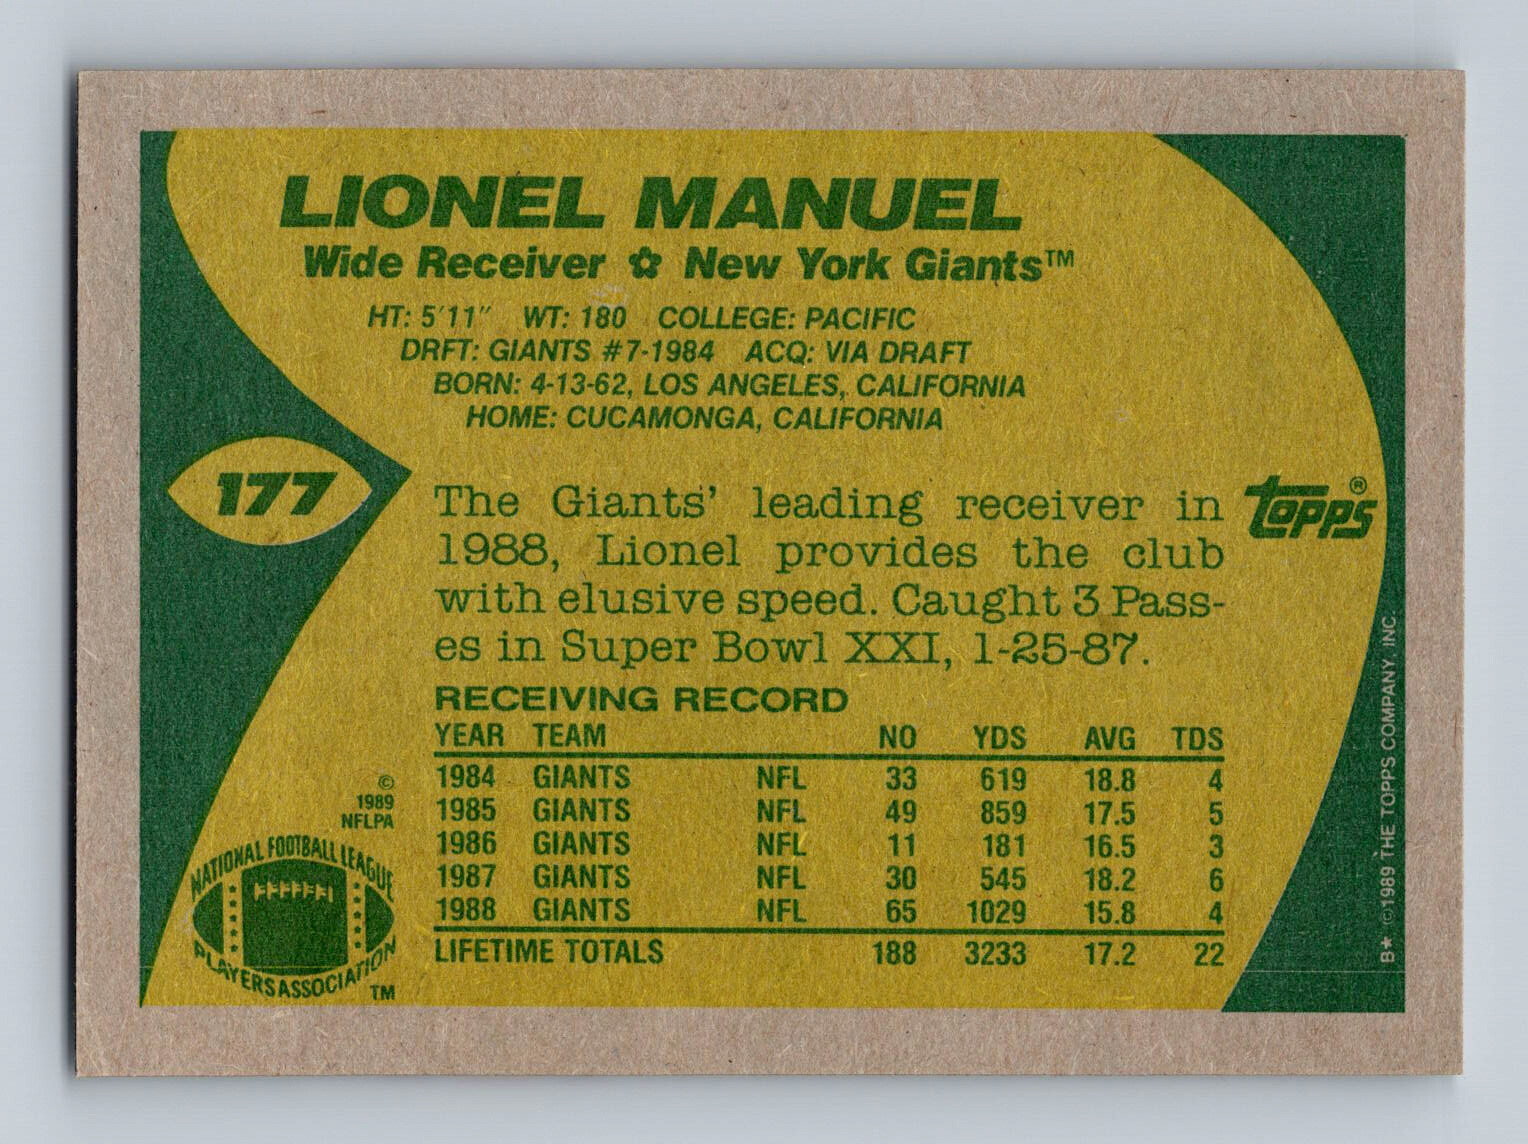 LIONEL MANUEL
Wide Receiver ✿ New York Giants™
HT: 5'11" WT: 180 COLLEGE: PACIFIC
DRFT: GIANTS #7-1984 ACQ: VIA DRAFT
BORN: 4-13-62, LOS ANGELES, CALIFORNIA
HOME: CUCAMONGA, CALIFORNIA
177
The Giants' leading receiver in
1988, Lionel provides the club
with elusive speed. Caught 3 Pass-
es in Super Bowl XXI, 1-25-87.
topps®
RECEIVING RECORD
YEAR TEAM NO YDS AVG TDS
1984 GIANTS NFL 33 619 18.8 4
1985 GIANTS NFL 49 859 17.5 5
1986 GIANTS NFL 11 181 16.5 3
1987 GIANTS NFL 30 545 18.2 6
1988 GIANTS NFL 65 1029 15.8 4
LIFETIME TOTALS 188 3233 17.2 22
©
1989
NFLPA
NATIONAL FOOTBALL LEAGUE
PLAYERS ASSOCIATION
TM
B* ©1989 THE TOPPS COMPANY, INC.